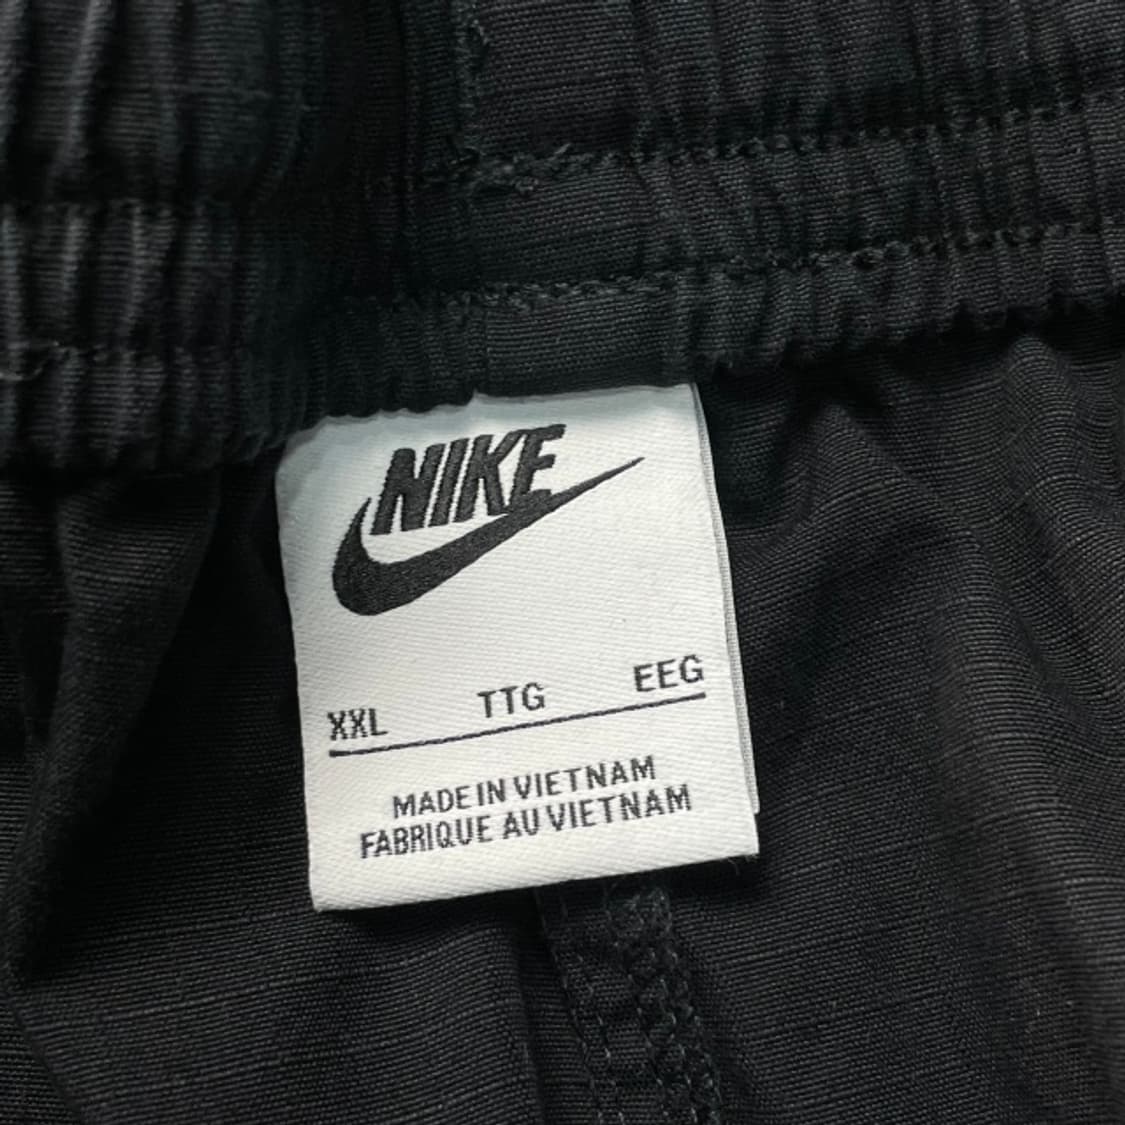 NIKE
XXL TTG EEG
MADE IN VIETNAM
FABRIQUE AU VIETNAM